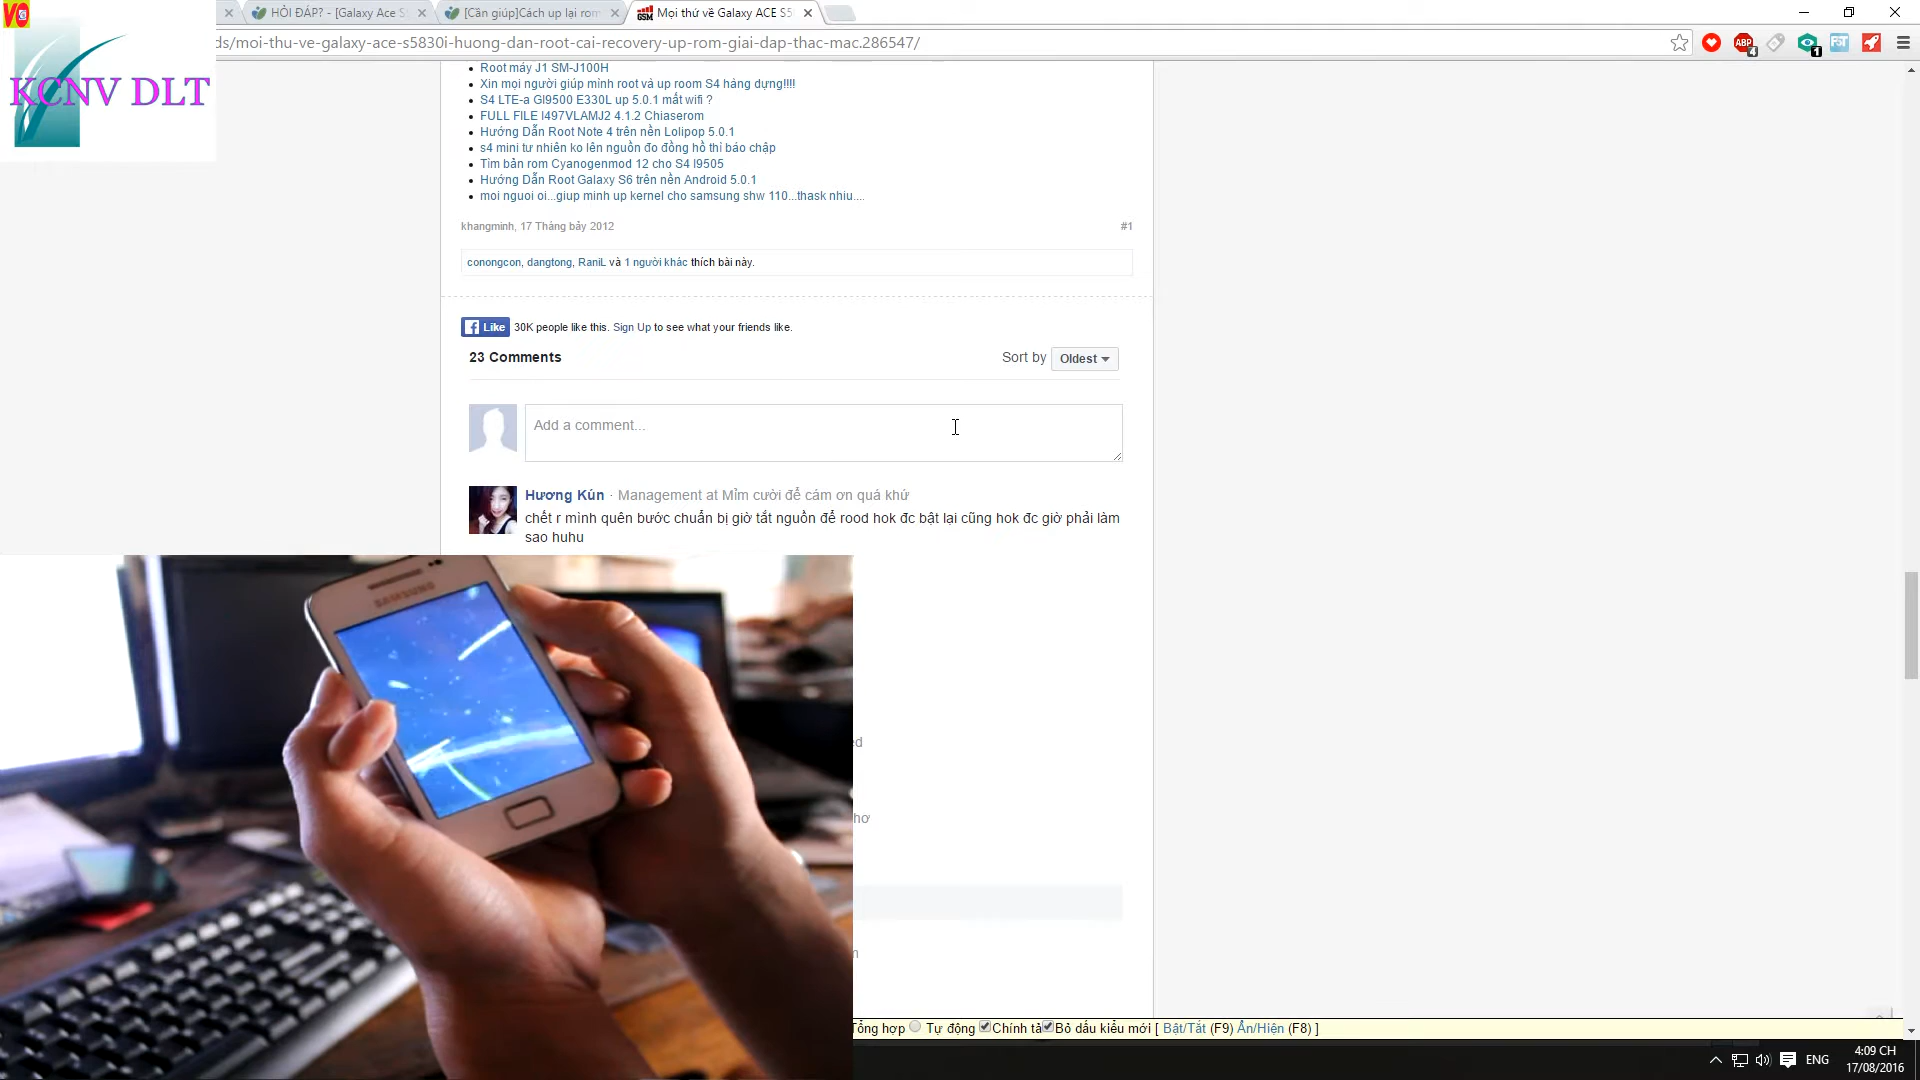 VG
KCNV DLT
HỎI ĐÁP? - [Galaxy Ace S
[Cần giúp]Cách up lại rom
Mọi thứ về Galaxy ACE S5
ds/moi-thu-ve-galaxy-ace-s5830i-huong-dan-root-cai-recovery-up-rom-giai-dap-thac-mac.286547/
ABP
4
1
FST
GSM
Root máy J1 SM-J100H
Xin mọi người giúp mình root và up room S4 háng dựng!!!!
S4 LTE-a GI9500 E330L up 5.0.1 mất wifi ?
FULL FILE I497VLAMJ2 4.1.2 Chiaserom
Hướng Dẫn Root Note 4 trên nền Lolipop 5.0.1
s4 mini tư nhiên ko lên nguồn đo đồng hồ thì báo chập
Tìm bản rom Cyanogenmod 12 cho S4 I9505
Hướng Dẫn Root Galaxy S6 trên nền Android 5.0.1
moi nguoi oi...giup minh up kernel cho samsung shw 110...thask nhiu....
khangminh, 17 Tháng bảy 2012
#1
conongcon, dangtong, RaniL và 1 người khác thích bài này.
Like 30K people like this. Sign Up to see what your friends like.
23 Comments
Sort by Oldest
Add a comment...
Hương Kún · Management at Mỉm cười để cám ơn quá khứ
chết r mình quên bước chuẩn bị giờ tắt nguồn để rood hok đc bật lại cũng hok đc giờ phải làm
sao huhu
SAMSUNG
ed
hơ
m
Tổng hợp Tự động Chính tả Bỏ dấu kiểu mới [ Bật/Tắt (F9) Ẩn/Hiện (F8) ]
ENG
4:09 CH
17/08/2016